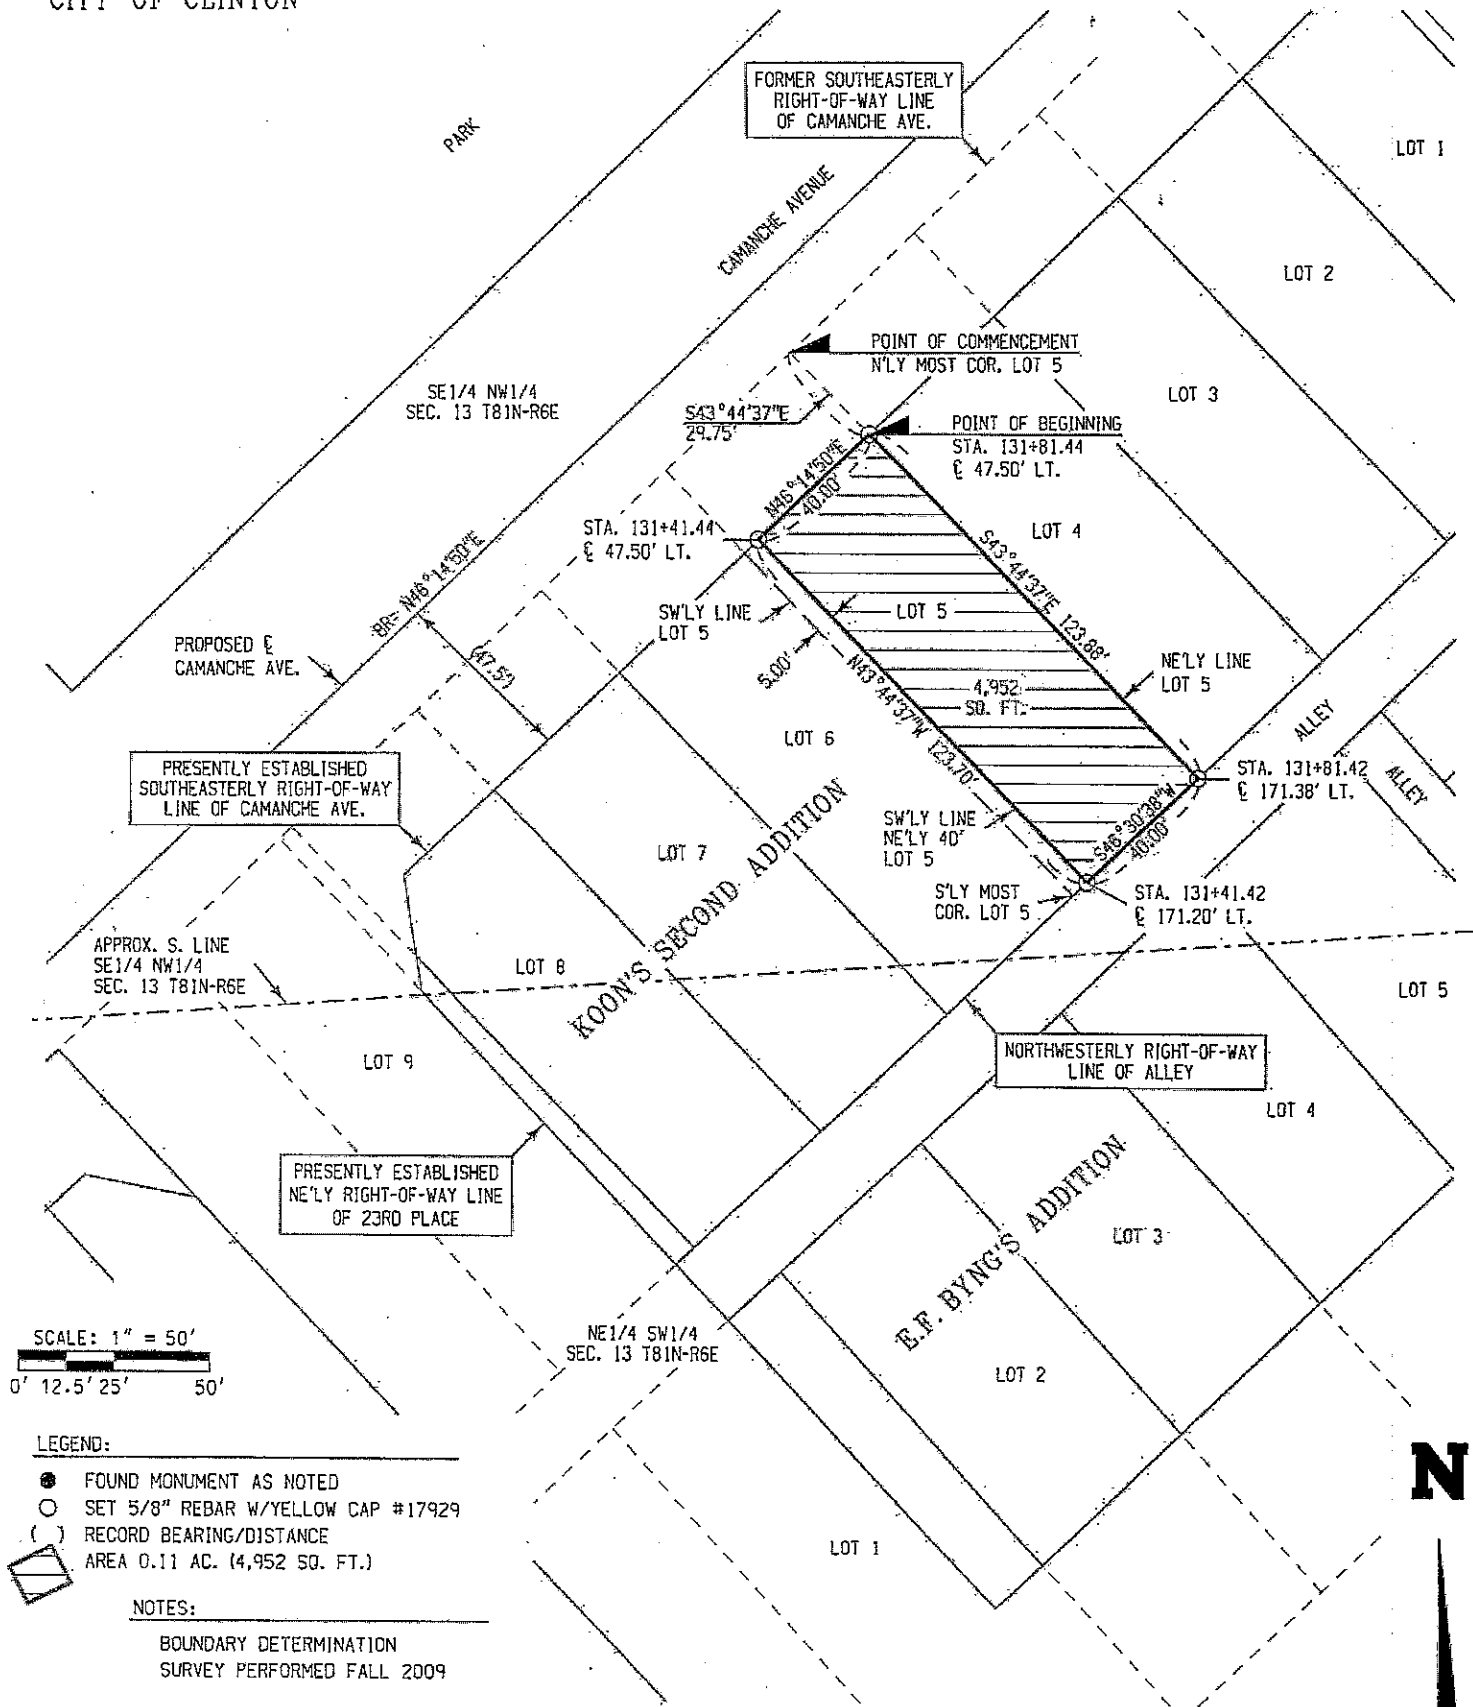 CITY OF CLINTON
FORMER SOUTHEASTERLY
RIGHT-OF-WAY LINE
OF CAMANCHE AVE.
PARK
LOT 1
CAMANCHE AVENUE
LOT 2
POINT OF COMMENCEMENT
N'LY MOST COR. LOT 5
SE1/4 NW1/4
SEC. 13 T81N-R6E
LOT 3
S43°44'37"E
29.75'
POINT OF BEGINNING
STA. 131+81.44
℄ 47.50' LT.
N46°14'50"E
40.00'
STA. 131+41.44
℄ 47.50' LT.
LOT 4
S43°44'37"E 123.88'
BR= N46°14'50"E
SW'LY LINE
LOT 5
LOT 5
PROPOSED ℄
CAMANCHE AVE.
(47.5')
5.00'
NE'LY LINE
LOT 5
4,952
SQ. FT.
N43°44'37"W 123.70'
LOT 6
ALLEY
ALLEY
PRESENTLY ESTABLISHED
SOUTHEASTERLY RIGHT-OF-WAY
LINE OF CAMANCHE AVE.
STA. 131+81.42
℄ 171.38' LT.
SW'LY LINE
NE'LY 40'
LOT 5
S46°30'38"W
40.00'
LOT 7
S'LY MOST
COR. LOT 5
STA. 131+41.42
℄ 171.20' LT.
KOON'S SECOND ADDITION
APPROX. S. LINE
SE1/4 NW1/4
SEC. 13 T81N-R6E
LOT 8
LOT 5
LOT 9
NORTHWESTERLY RIGHT-OF-WAY
LINE OF ALLEY
LOT 4
PRESENTLY ESTABLISHED
NE'LY RIGHT-OF-WAY LINE
OF 23RD PLACE
E.F. BYNG'S ADDITION
LOT 3
NE1/4 SW1/4
SEC. 13 T81N-R6E
LOT 2
SCALE: 1" = 50'
0' 12.5' 25' 50'
LEGEND:
FOUND MONUMENT AS NOTED
SET 5/8" REBAR W/YELLOW CAP #17929
( ) RECORD BEARING/DISTANCE
AREA 0.11 AC. (4,952 SQ. FT.)
LOT 1
N
NOTES:
BOUNDARY DETERMINATION
SURVEY PERFORMED FALL 2009